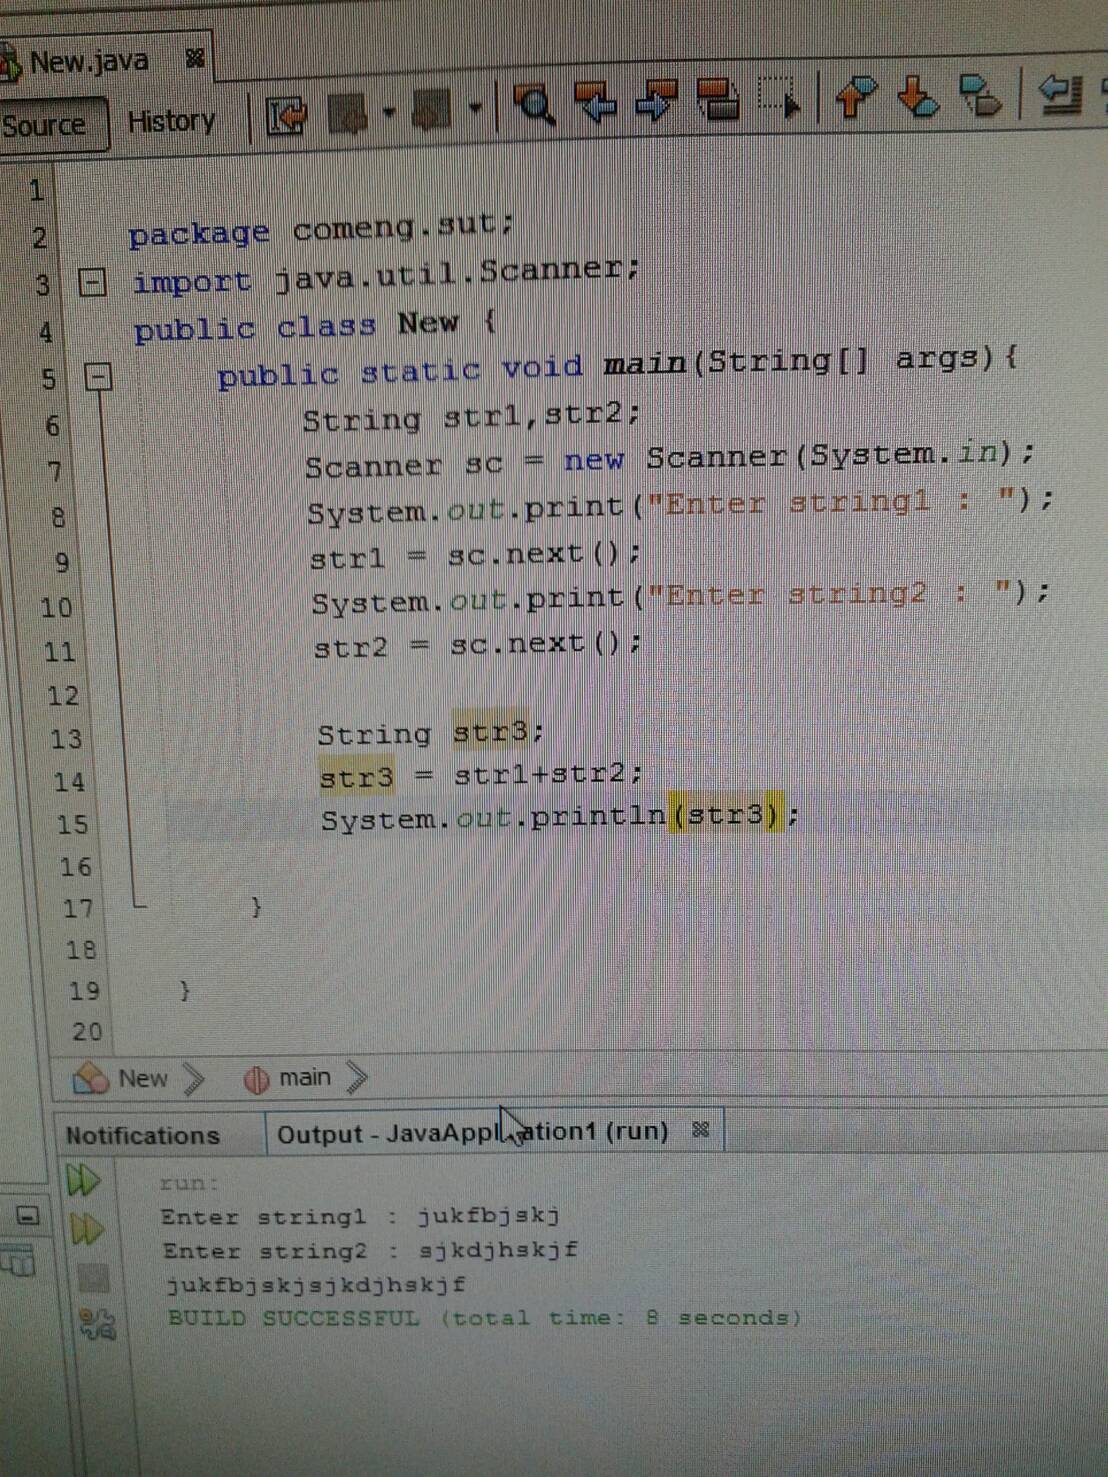 New.java
Source History
1
2 package comeng.sut;
3 import java.util.Scanner;
4 public class New {
5 public static void main(String[] args){
6 String str1,str2;
7 Scanner sc = new Scanner(System.in);
8 System.out.print("Enter string1 : ");
9 str1 = sc.next();
10 System.out.print("Enter string2 : ");
11 str2 = sc.next();
12
13 String str3;
14 str3 = str1+str2;
15 System.out.println(str3);
16
17 }
18
19 }
20
New main
Notifications Output - JavaApplication1 (run)
run:
Enter string1 : jukfbjskj
Enter string2 : sjkdjhskjf
jukfbjskjsjkdjhskjf
BUILD SUCCESSFUL (total time: 8 seconds)